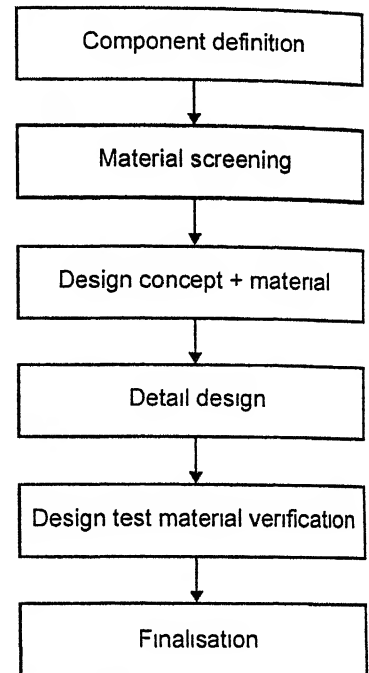 Component definition
Material screening
Design concept + material
Detail design
Design test material verification
Finalisation